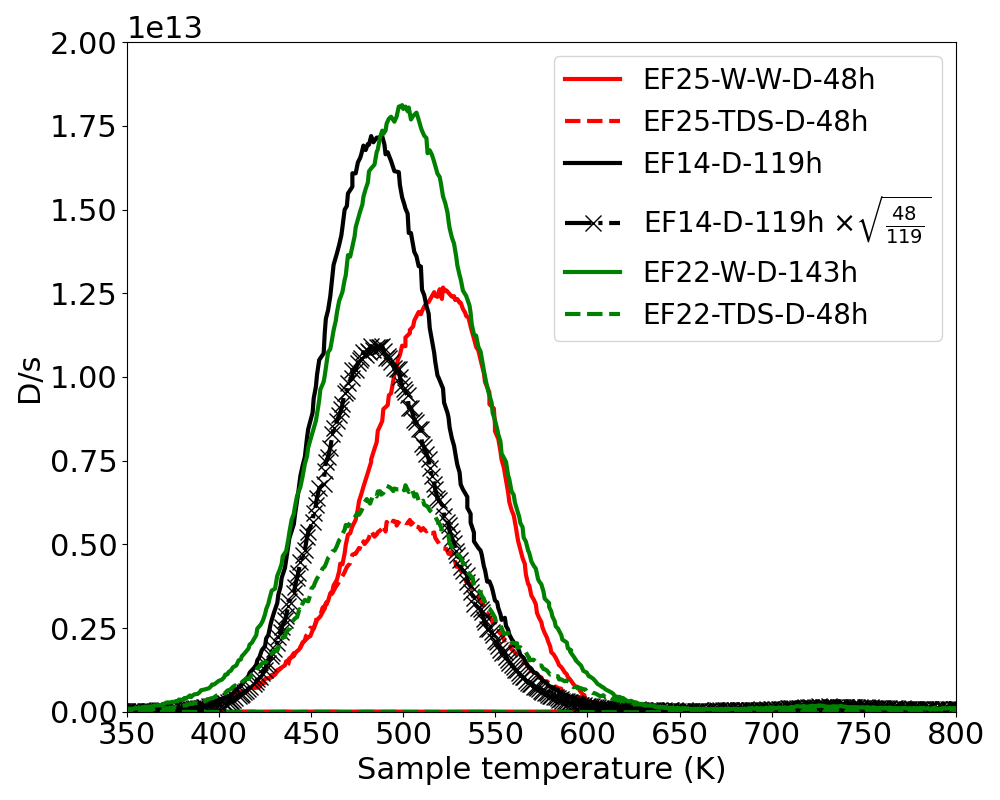 1e13
2.00
1.75
1.50
1.25
1.00
0.75
0.50
0.25
0.00
D/s
EF25-W-W-D-48h
EF25-TDS-D-48h
EF14-D-119h
EF14-D-119h ×√48/119
EF22-W-D-143h
EF22-TDS-D-48h
350 400 450 500 550 600 650 700 750 800
Sample temperature (K)